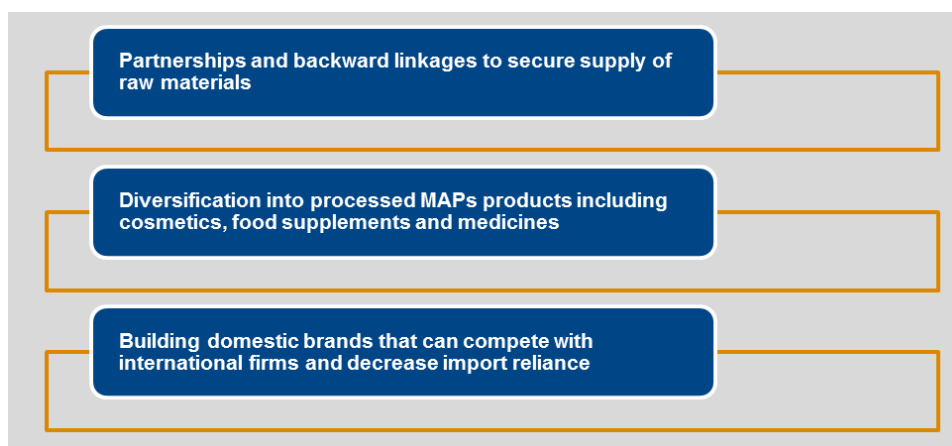 Partnerships and backward linkages to secure supply of
raw materials
Diversification into processed MAPs products including
cosmetics, food supplements and medicines
Building domestic brands that can compete with
international firms and decrease import reliance